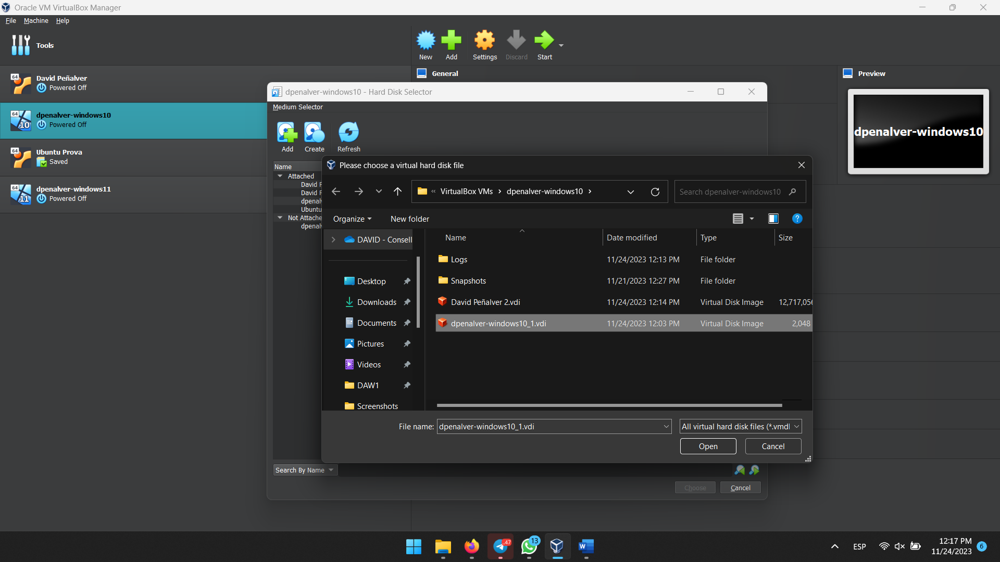 Oracle VM VirtualBox Manager
File Machine Help
Tools
New Add Settings Discard Start
64 David Peñalver
Powered Off
64 10 dpenalver-windows10
Powered Off
64 Ubuntu Prova
Saved
64 11 dpenalver-windows11
Powered Off
General
Preview
dpenalver-windows10
dpenalver-windows10 - Hard Disk Selector
Medium Selector
Add Create Refresh
Name
Attached
David
David
dpenal
Ubuntu
Not Attache
dpenal
Please choose a virtual hard disk file
« VirtualBox VMs › dpenalver-windows10 ›
Search dpenalver-windows10
Organize New folder
?
DAVID - Consell
Desktop
Downloads
Documents
Pictures
Videos
DAW1
Screenshots
Name Date modified Type Size
Logs 11/24/2023 12:13 PM File folder
Snapshots 11/21/2023 12:27 PM File folder
David Peñalver 2.vdi 11/24/2023 12:14 PM Virtual Disk Image 12,717,056
dpenalver-windows10_1.vdi 11/24/2023 12:03 PM Virtual Disk Image 2,048
File name: dpenalver-windows10_1.vdi All virtual hard disk files (*.vmd
Open Cancel
Search By Name
Choose Cancel
47
13
W
ESP
12:17 PM
11/24/2023
6